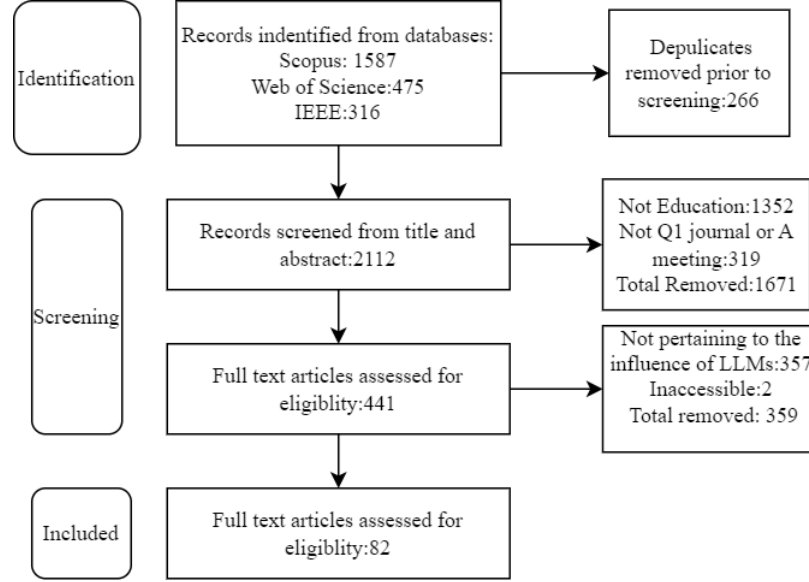 Identification
Records indentified from databases:
Scopus: 1587
Web of Science:475
IEEE:316
Depulicates
removed prior to
screening:266
Screening
Records screened from title and
abstract:2112
Not Education:1352
Not Q1 journal or A
meeting:319
Total Removed:1671
Full text articles assessed for
eligiblity:441
Not pertaining to the
influence of LLMs:357
Inaccessible:2
Total removed: 359
Included
Full text articles assessed for
eligiblity:82